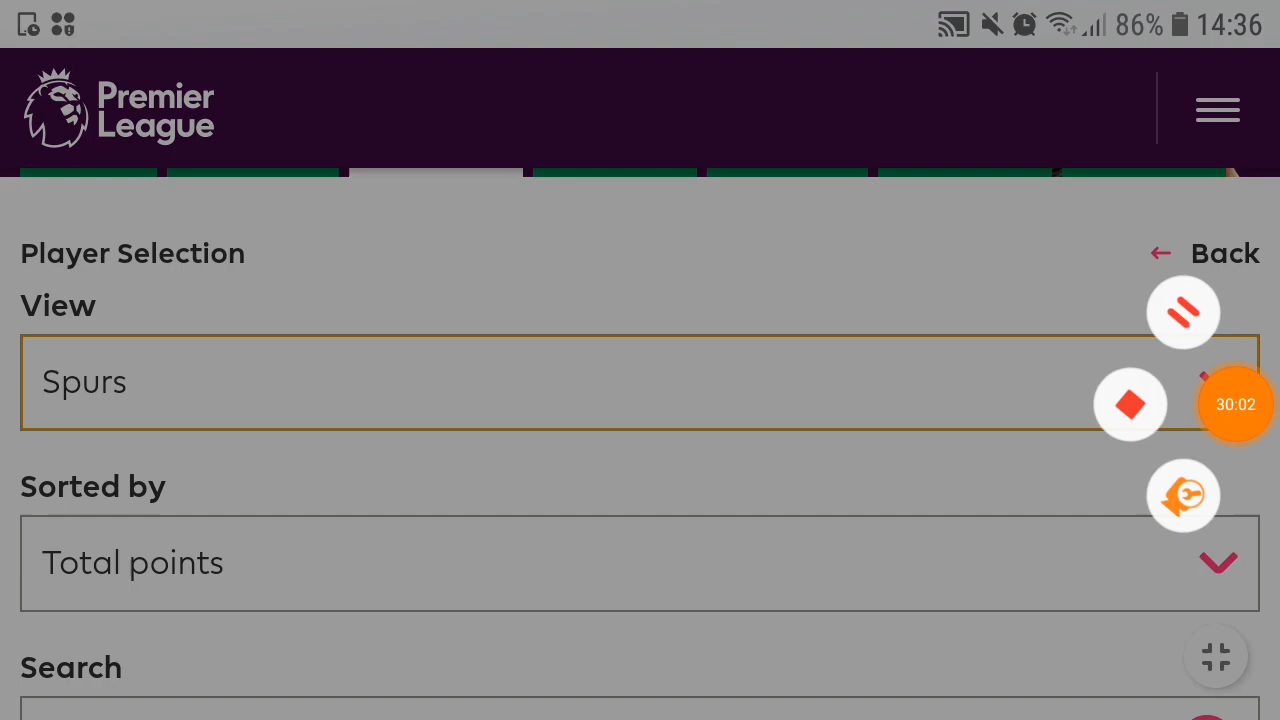 86% 14:36
Premier
League
Player Selection
Back
View
Spurs
30:02
Sorted by
Total points
Search